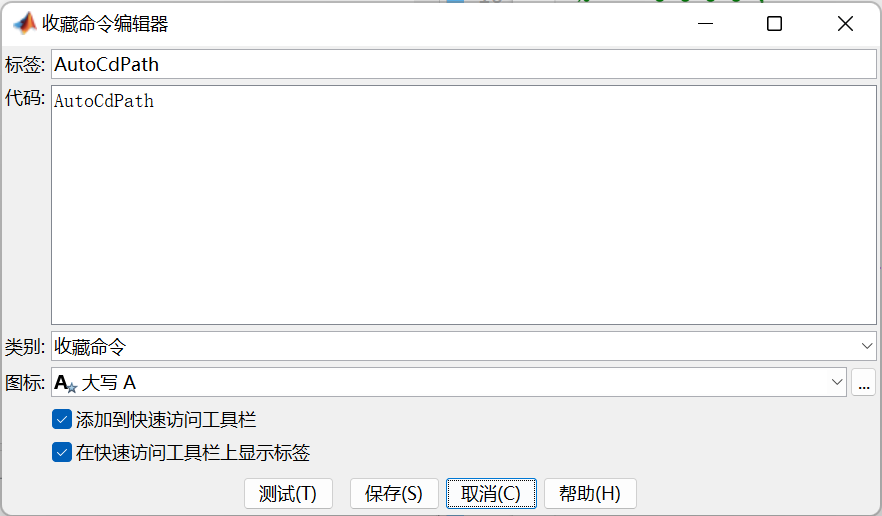 收藏命令编辑器
标签: AutoCdPath
代码: AutoCdPath
类别: 收藏命令
图标: A 大写 A ...
添加到快速访问工具栏
在快速访问工具栏上显示标签
测试(T) 保存(S) 取消(C) 帮助(H)